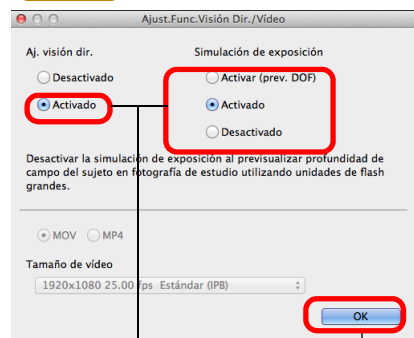 Ajust.Func.Visión Dir./Vídeo
Aj. visión dir.
Desactivado
Activado
Simulación de exposición
Activar (prev. DOF)
Activado
Desactivado
Desactivar la simulación de exposición al previsualizar profundidad de
campo del sujeto en fotografía de estudio utilizando unidades de flash
grandes.
MOV MP4
Tamaño de vídeo
1920x1080 25.00 fps Estándar (IPB)
OK